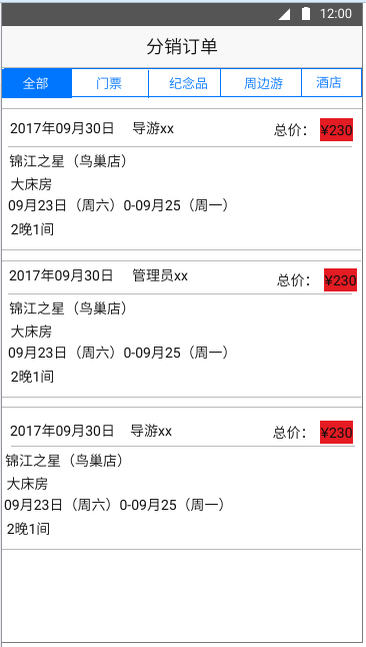 12:00
分销订单
全部 门票 纪念品 周边游 酒店
2017年09月30日 导游xx 总价： ¥230
锦江之星（鸟巢店）
大床房
09月23日（周六）0-09月25（周一）
2晚1间
2017年09月30日 管理员xx 总价： ¥230
锦江之星（鸟巢店）
大床房
09月23日（周六）0-09月25（周一）
2晚1间
2017年09月30日 导游xx 总价： ¥230
锦江之星（鸟巢店）
大床房
09月23日（周六）0-09月25（周一）
2晚1间